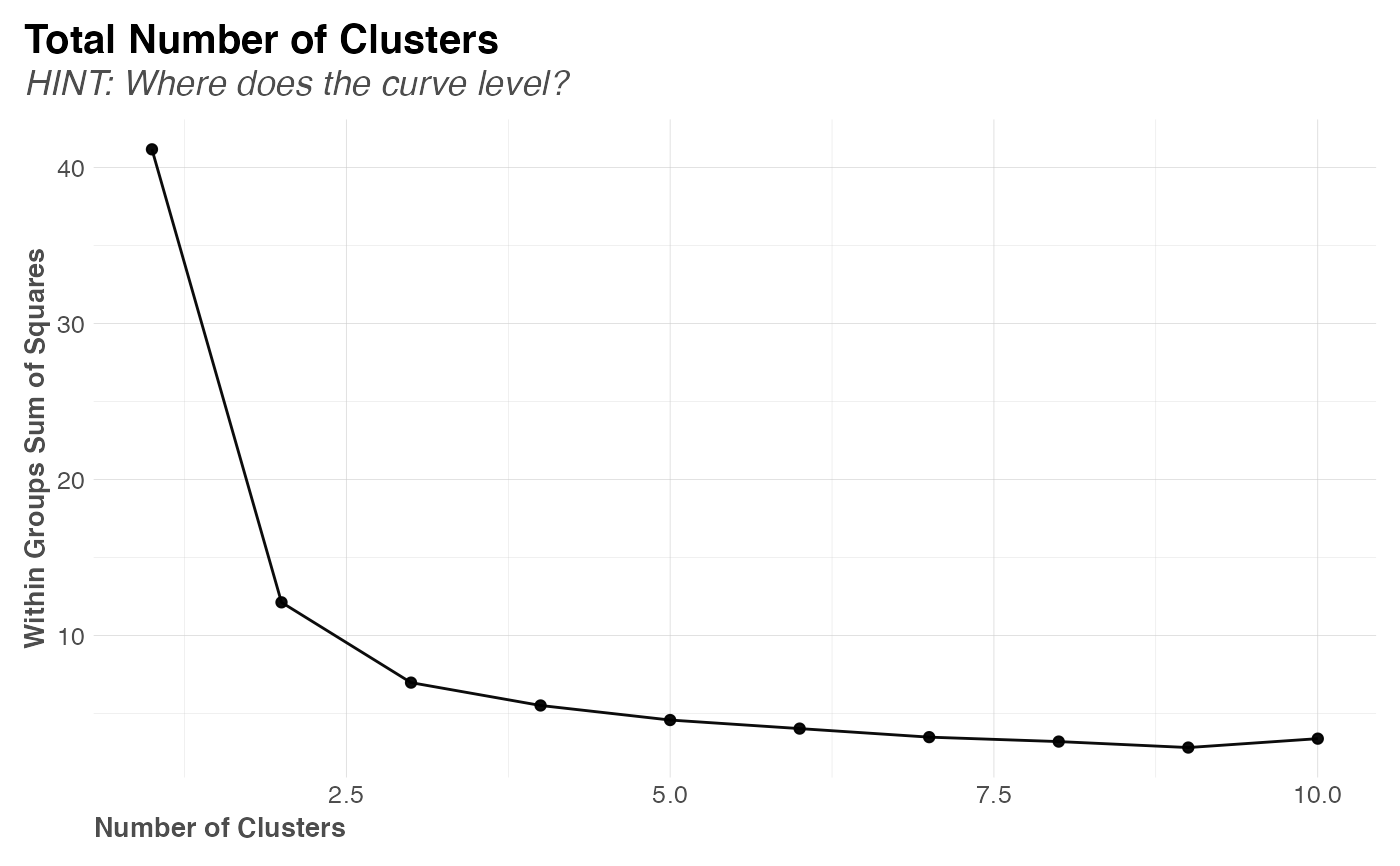 Total Number of Clusters
HINT: Where does the curve level?
40
30
20
10
Within Groups Sum of Squares
2.5
5.0
7.5
10.0
Number of Clusters